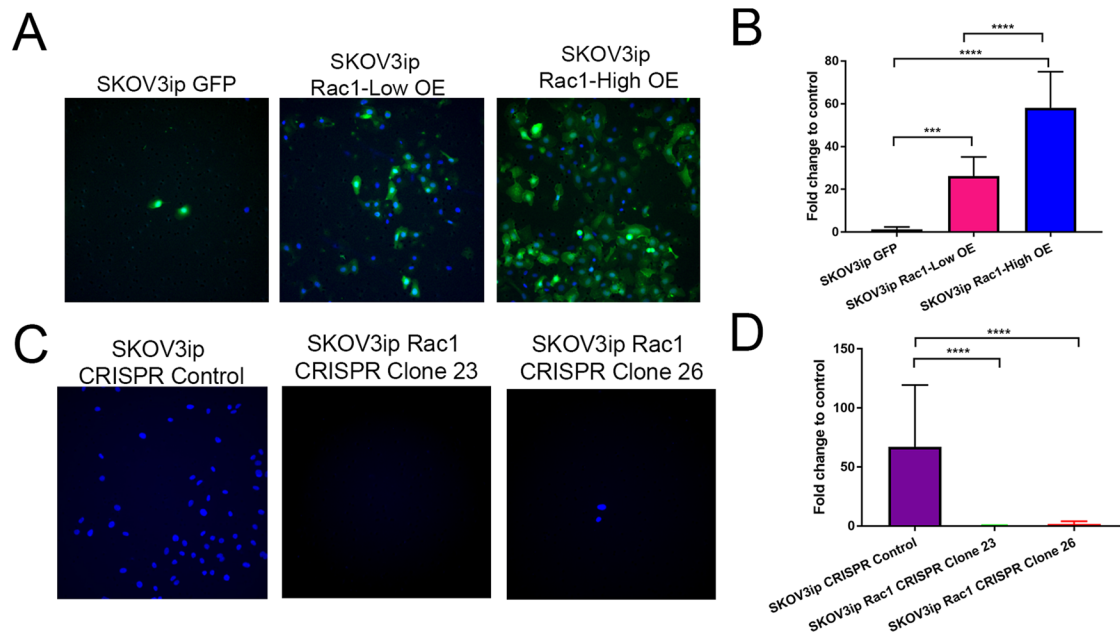 A
SKOV3ip GFP
SKOV3ip
Rac1-Low OE
SKOV3ip
Rac1-High OE
B
Fold change to control
80
60
40
20
0
***
****
****
SKOV3ip GFP
SKOV3ip Rac1-Low OE
SKOV3ip Rac1-High OE
C
SKOV3ip
CRISPR Control
SKOV3ip Rac1
CRISPR Clone 23
SKOV3ip Rac1
CRISPR Clone 26
D
Fold change to control
150
100
50
0
****
****
SKOV3ip CRISPR Control
SKOV3ip Rac1 CRISPR Clone 23
SKOV3ip Rac1 CRISPR Clone 26